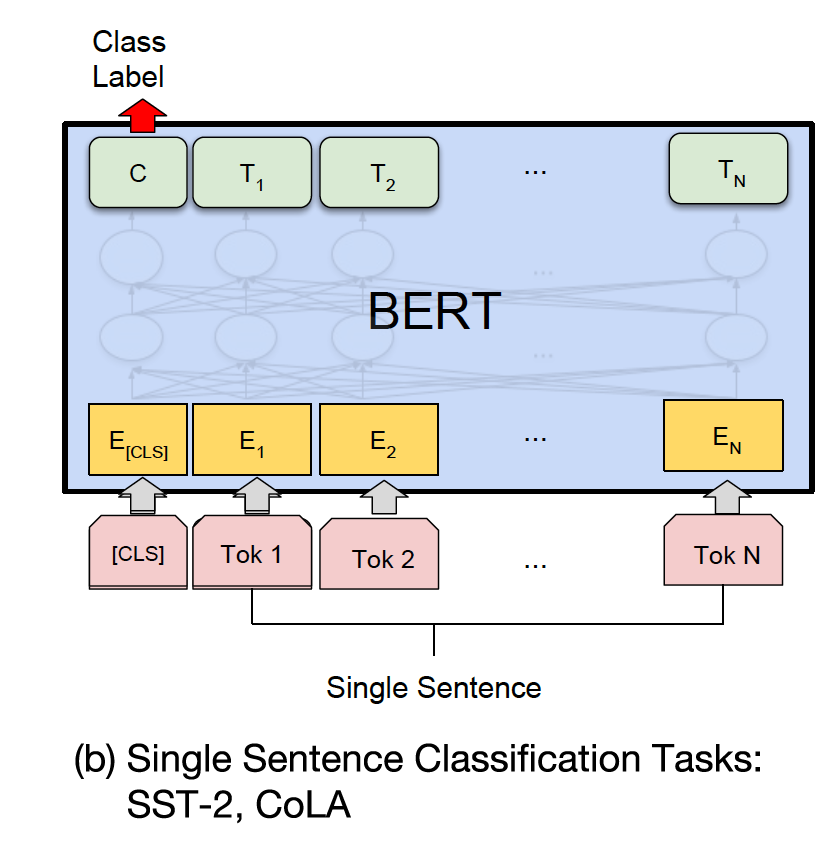 Class
Label
C T1 T2 ... TN
...
BERT
...
E[CLS] E1 E2 ... EN
[CLS] Tok 1 Tok 2 ... Tok N
Single Sentence
(b) Single Sentence Classification Tasks:
SST-2, CoLA